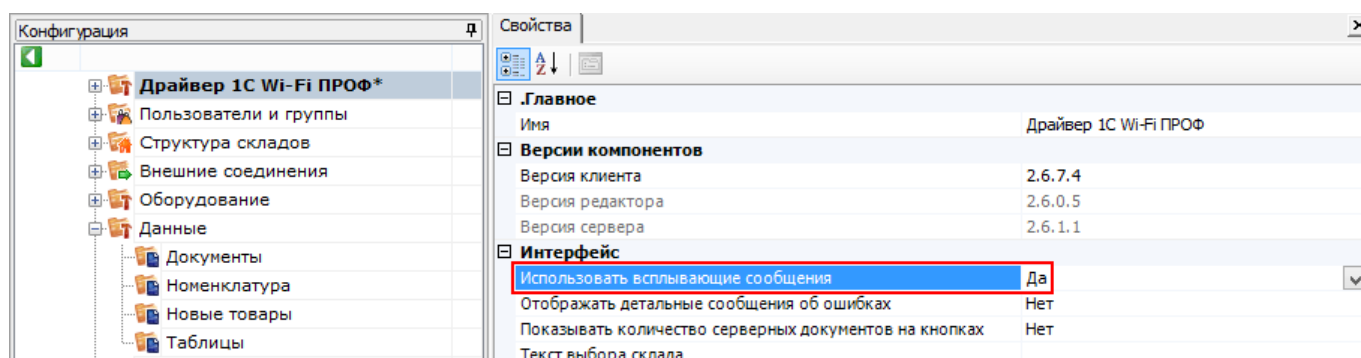 Конфигурация
Драйвер 1С Wi-Fi ПРОФ*
Пользователи и группы
Структура складов
Внешние соединения
Оборудование
Данные
Документы
Номенклатура
Новые товары
Таблицы
Свойства
.Главное
Имя Драйвер 1С Wi-Fi ПРОФ
Версии компонентов
Версия клиента 2.6.7.4
Версия редактора 2.6.0.5
Версия сервера 2.6.1.1
Интерфейс
Использовать всплывающие сообщения Да
Отображать детальные сообщения об ошибках Нет
Показывать количество серверных документов на кнопках Нет
Текст выбора склада